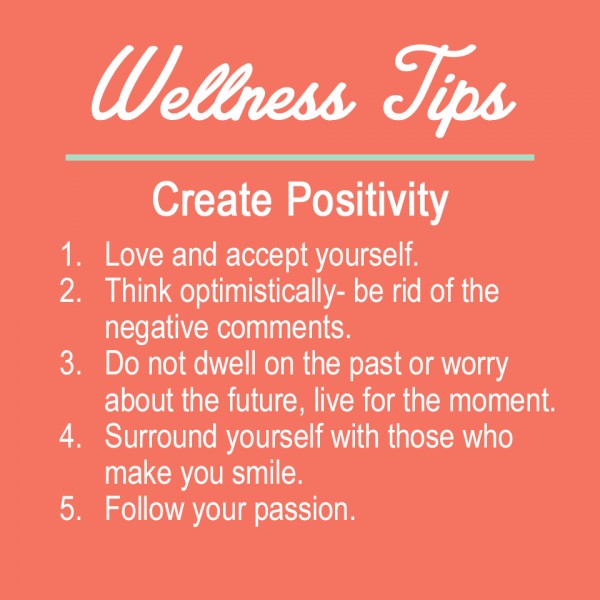 Wellness Tips
Create Positivity
1. Love and accept yourself.
2. Think optimistically- be rid of the
negative comments.
3. Do not dwell on the past or worry
about the future, live for the moment.
4. Surround yourself with those who
make you smile.
5. Follow your passion.